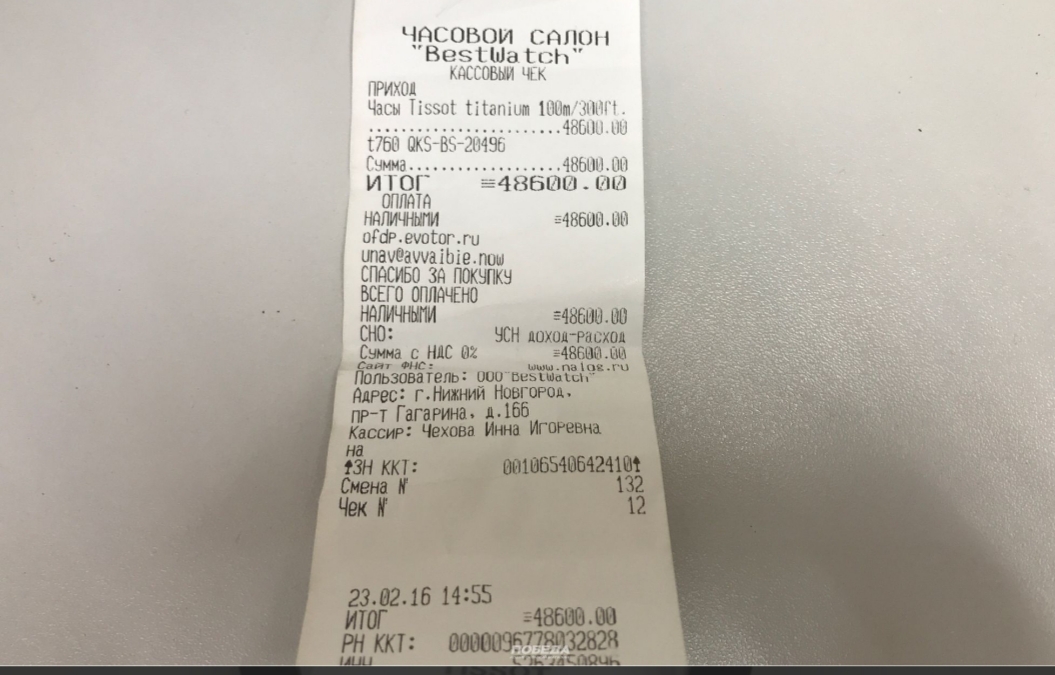 ЧАСОВОЙ САЛОН
"BestWatch"
КАССОВЫЙ ЧЕК
ПРИХОД
Часы Tissot titanium 100m/300ft.
........................48600.00
t760 QKS-BS-20496
Сумма...................48600.00
ИТОГ ≡48600.00
ОПЛАТА
НАЛИЧНЫМИ ≡48600.00
ofdp.evotor.ru
unav@avvaibie.now
СПАСИБО ЗА ПОКУПКУ
ВСЕГО ОПЛАЧЕНО
НАЛИЧНЫМИ ≡48600.00
СНО: УСН доход-расход
Сумма с НДС 0% ≡48600.00
Сайт ФНС: www.nalog.ru
Пользователь: ООО"BestWatch"
Адрес: г.Нижний Новгород,
пр-т Гагарина, д.166
Кассир: Чехова Инна Игоревна
на
↑ЗН ККТ: 00106540642410↑
Смена N° 132
Чек N° 12
23.02.16 14:55
ИТОГ ≡48600.00
РН ККТ: 0000096778032828
ПОБЕДА
ИНН